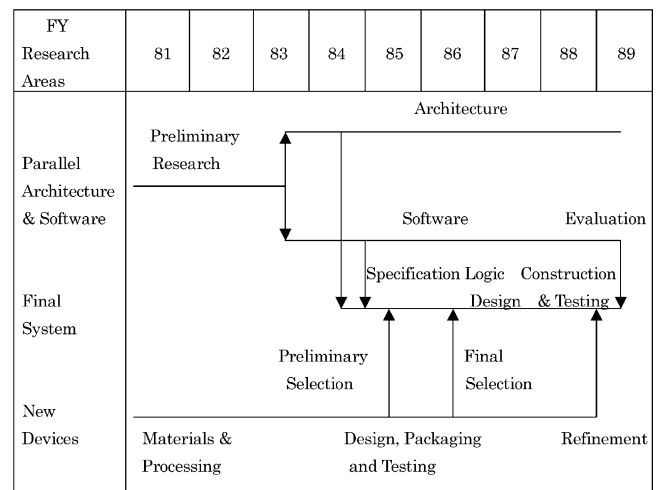 FY
Research
Areas
81 82 83 84 85 86 87 88 89
Architecture
Preliminary
Research
Parallel
Architecture
& Software
Software Evaluation
Specification Logic Construction
Design & Testing
Final
System
Preliminary
Selection
Final
Selection
New
Devices
Materials &
Processing
Design, Packaging
and Testing
Refinement